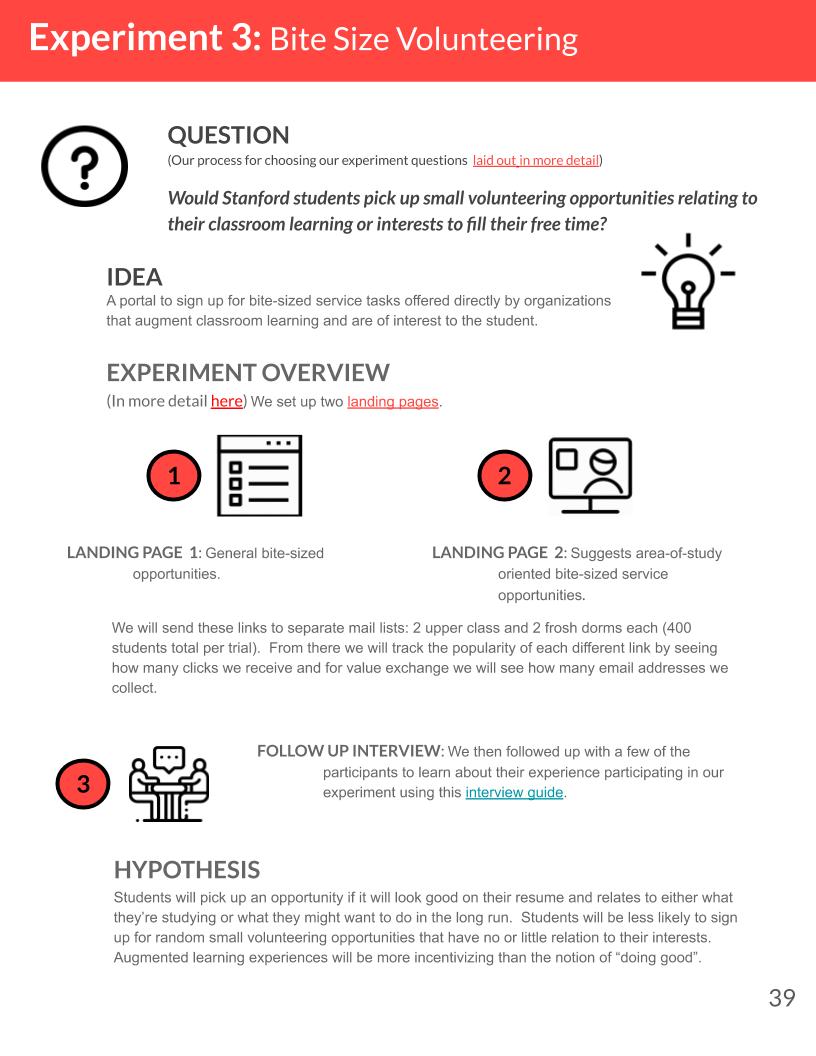 Experiment 3: Bite Size Volunteering
QUESTION
(Our process for choosing our experiment questions laid out in more detail)
Would Stanford students pick up small volunteering opportunities relating to
their classroom learning or interests to fill their free time?
IDEA
A portal to sign up for bite-sized service tasks offered directly by organizations
that augment classroom learning and are of interest to the student.
EXPERIMENT OVERVIEW
(In more detail here) We set up two landing pages.
1
2
LANDING PAGE 1: General bite-sized
opportunities.
LANDING PAGE 2: Suggests area-of-study
oriented bite-sized service
opportunities.
We will send these links to separate mail lists: 2 upper class and 2 frosh dorms each (400
students total per trial). From there we will track the popularity of each different link by seeing
how many clicks we receive and for value exchange we will see how many email addresses we
collect.
3
FOLLOW UP INTERVIEW: We then followed up with a few of the
participants to learn about their experience participating in our
experiment using this interview guide.
HYPOTHESIS
Students will pick up an opportunity if it will look good on their resume and relates to either what
they're studying or what they might want to do in the long run. Students will be less likely to sign
up for random small volunteering opportunities that have no or little relation to their interests.
Augmented learning experiences will be more incentivizing than the notion of “doing good”.
39